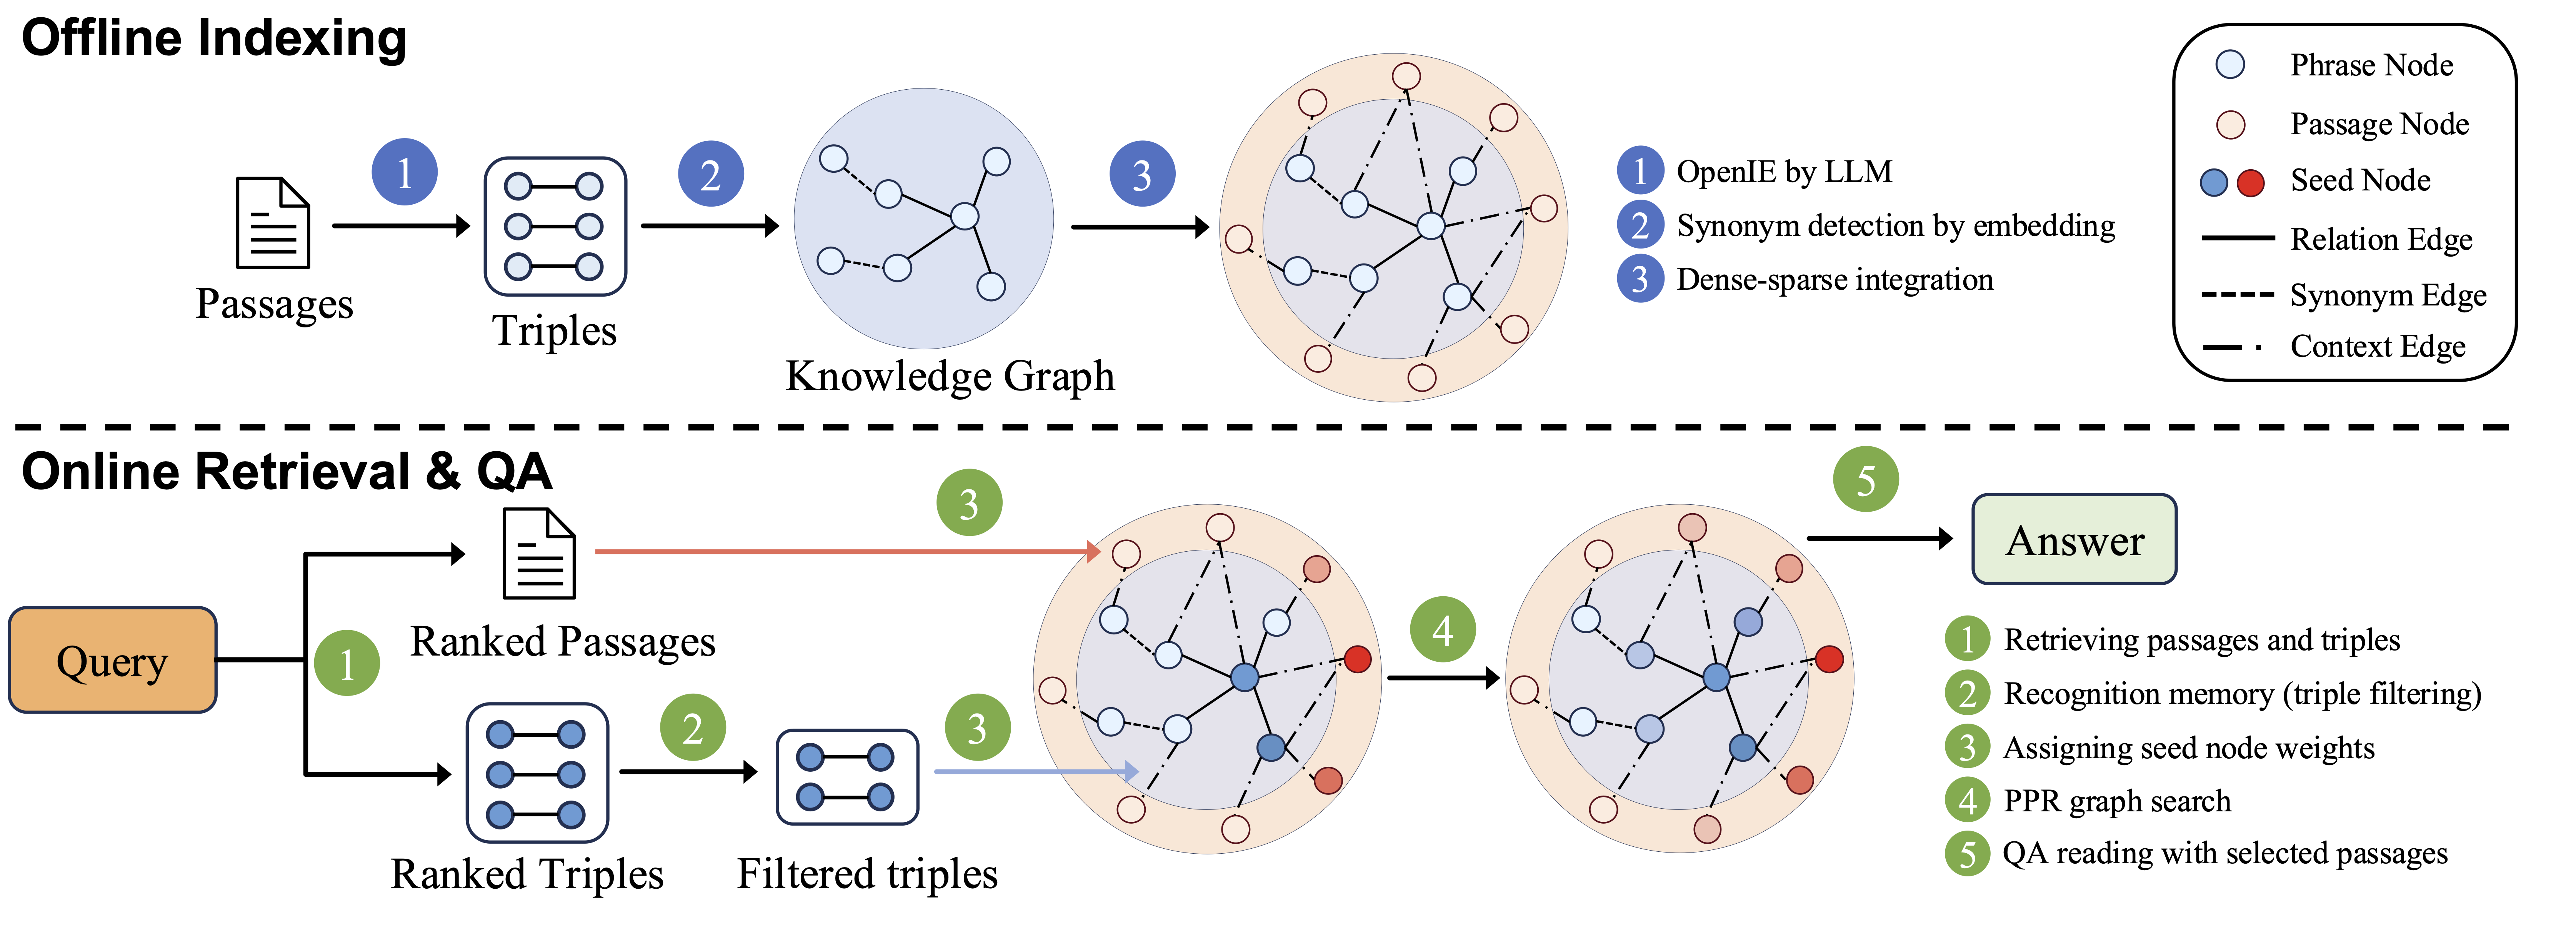 Offline Indexing
1
2
3
Passages
Triples
Knowledge Graph
1 OpenIE by LLM
2 Synonym detection by embedding
3 Dense-sparse integration
Phrase Node
Passage Node
Seed Node
Relation Edge
Synonym Edge
Context Edge
Online Retrieval & QA
Query
1
Ranked Passages
3
Ranked Triples
2
Filtered triples
3
4
5
Answer
1 Retrieving passages and triples
2 Recognition memory (triple filtering)
3 Assigning seed node weights
4 PPR graph search
5 QA reading with selected passages